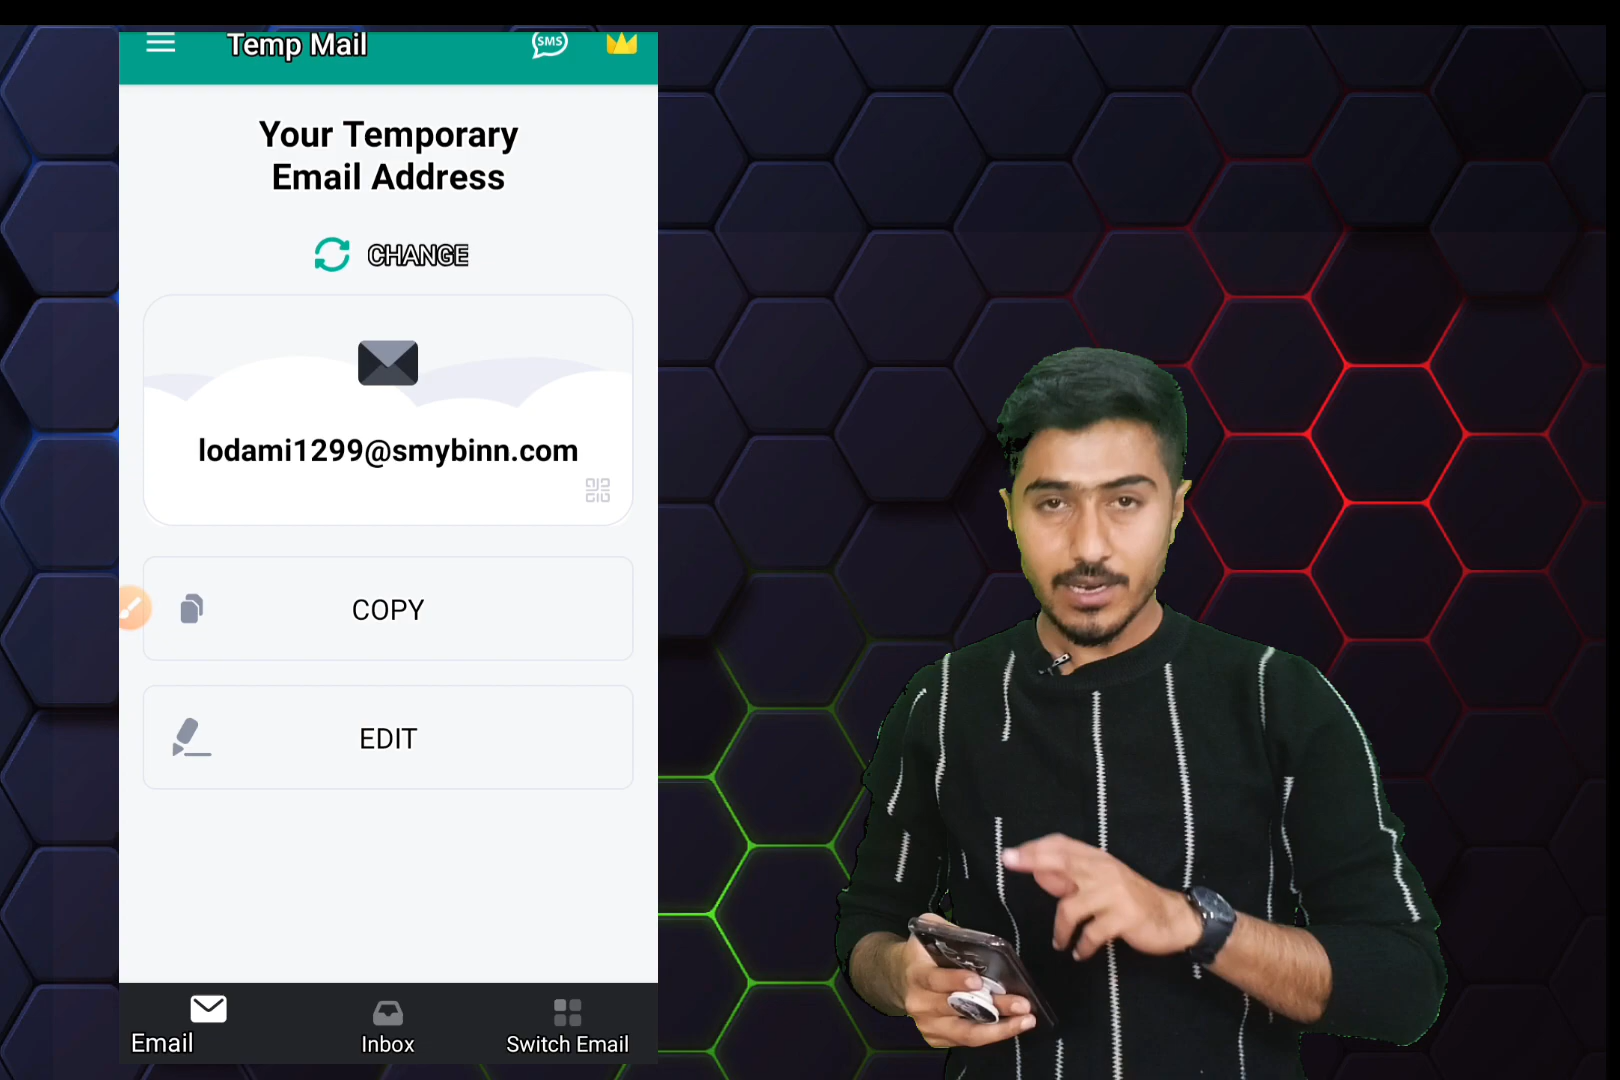 Temp Mail
SMS
Your Temporary
Email Address
CHANGE
lodami1299@smybinn.com
COPY
EDIT
Email
Inbox
Switch Email